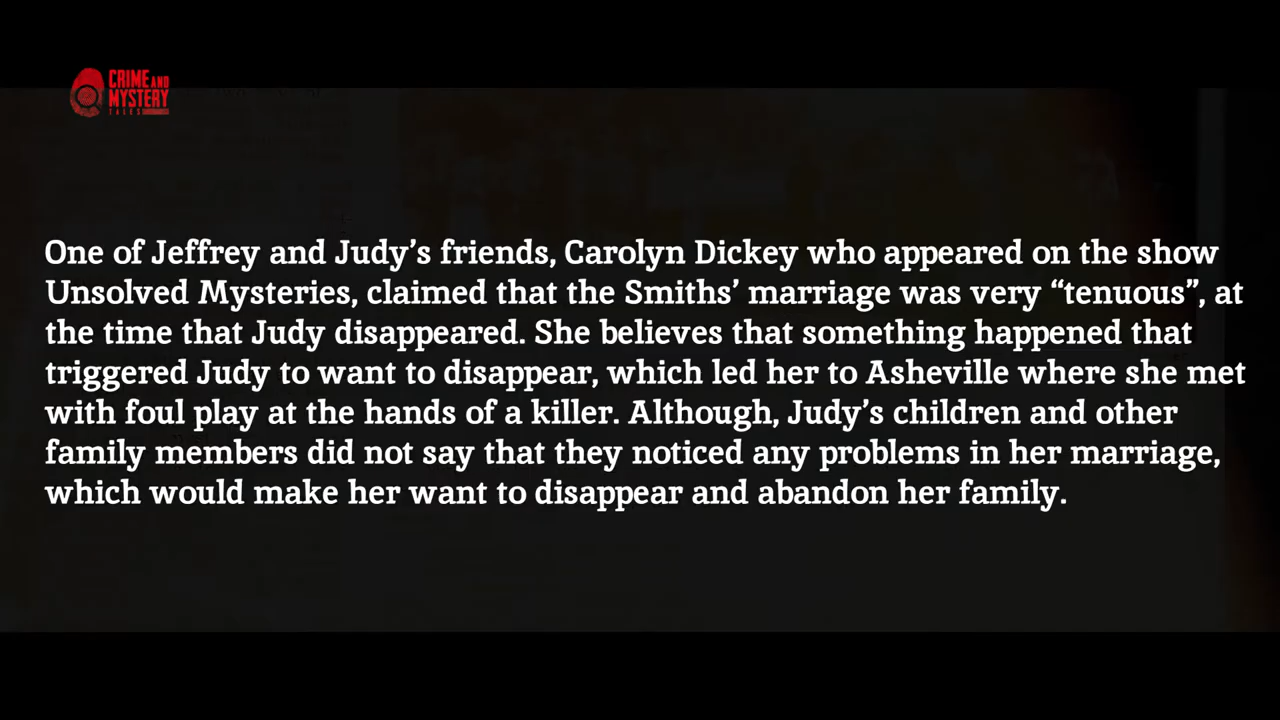 CRIME AND
MYSTERY
TALES
One of Jeffrey and Judy’s friends, Carolyn Dickey who appeared on the show
Unsolved Mysteries, claimed that the Smiths’ marriage was very “tenuous”, at
the time that Judy disappeared. She believes that something happened that
triggered Judy to want to disappear, which led her to Asheville where she met
with foul play at the hands of a killer. Although, Judy’s children and other
family members did not say that they noticed any problems in her marriage,
which would make her want to disappear and abandon her family.